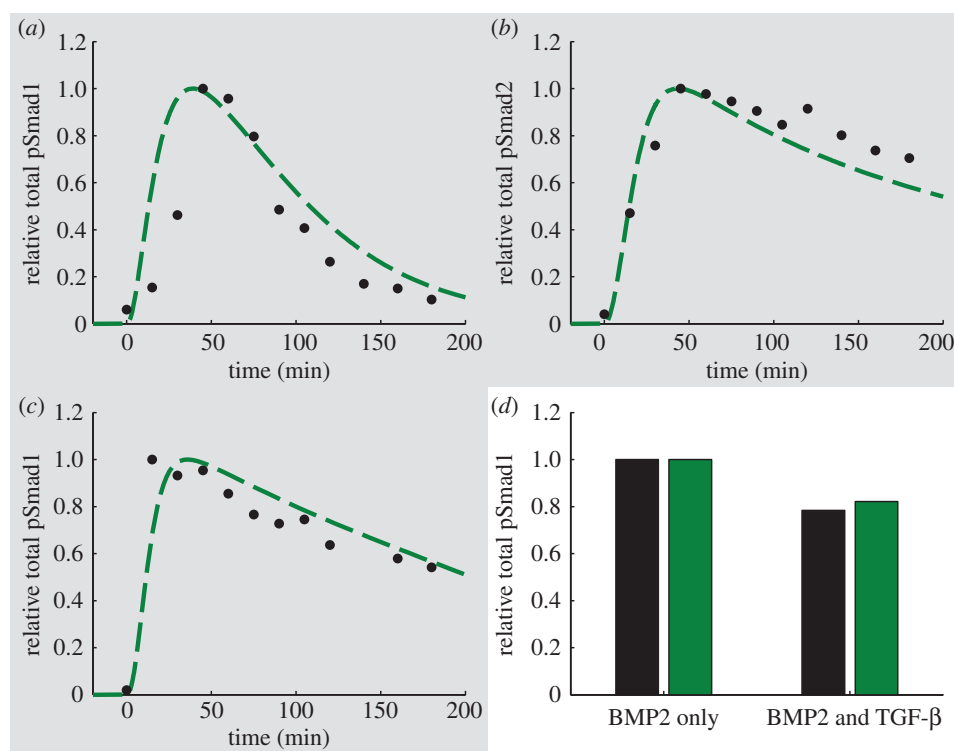 (a)
1.2
1.0
0.8
0.6
0.4
0.2
0
relative total pSmad1
0 50 100 150 200
time (min)
(b)
1.2
1.0
0.8
0.6
0.4
0.2
0
relative total pSmad2
0 50 100 150 200
time (min)
(c)
1.2
1.0
0.8
0.6
0.4
0.2
0
relative total pSmad1
0 50 100 150 200
time (min)
(d)
1.2
1.0
0.8
0.6
0.4
0.2
0
relative total pSmad1
BMP2 only BMP2 and TGF-β